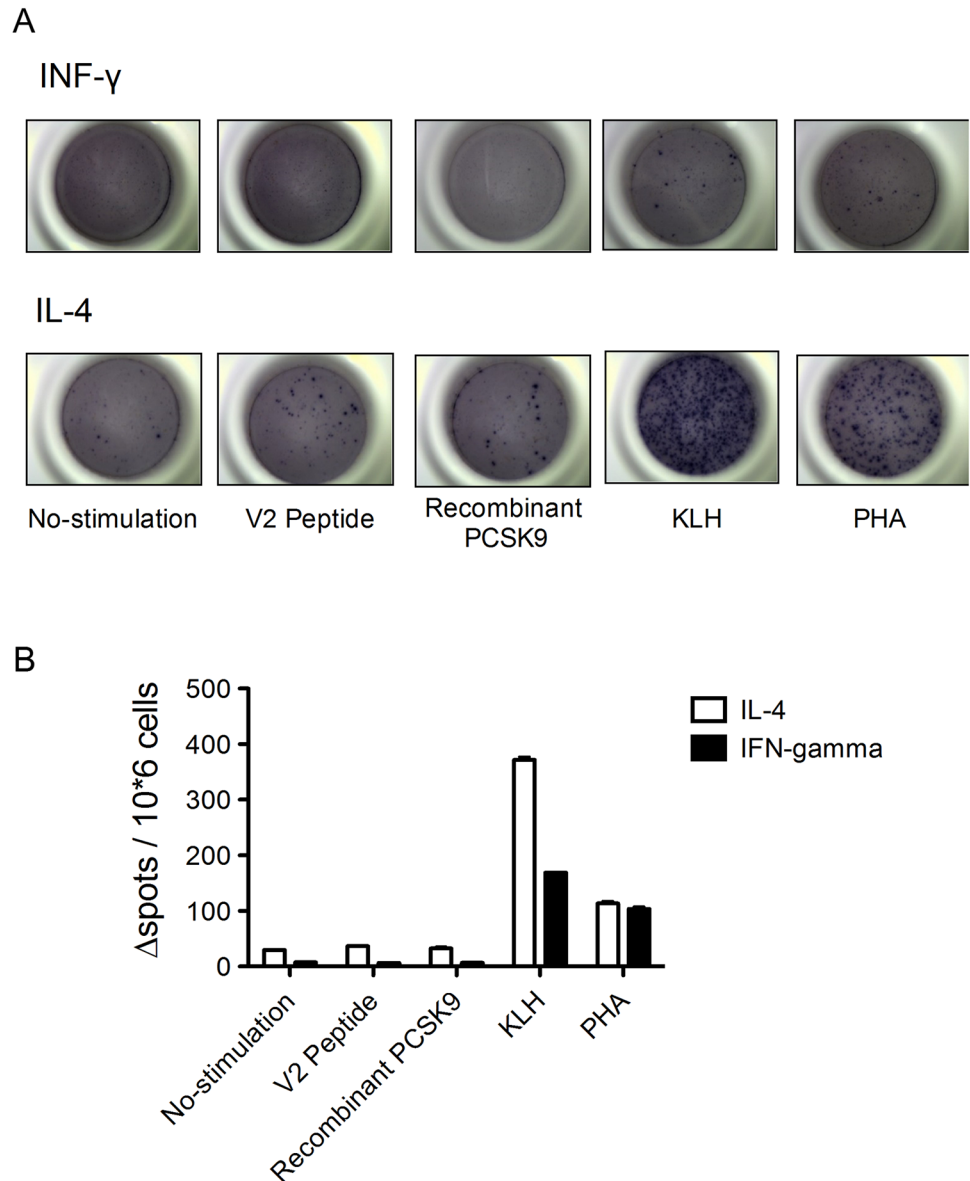 A
INF-γ
IL-4
No-stimulation
V2 Peptide
Recombinant
PCSK9
KLH
PHA
B
Δspots / 10*6 cells
500
400
300
200
100
0
IL-4
IFN-gamma
No-stimulation
V2 Peptide
Recombinant PCSK9
KLH
PHA